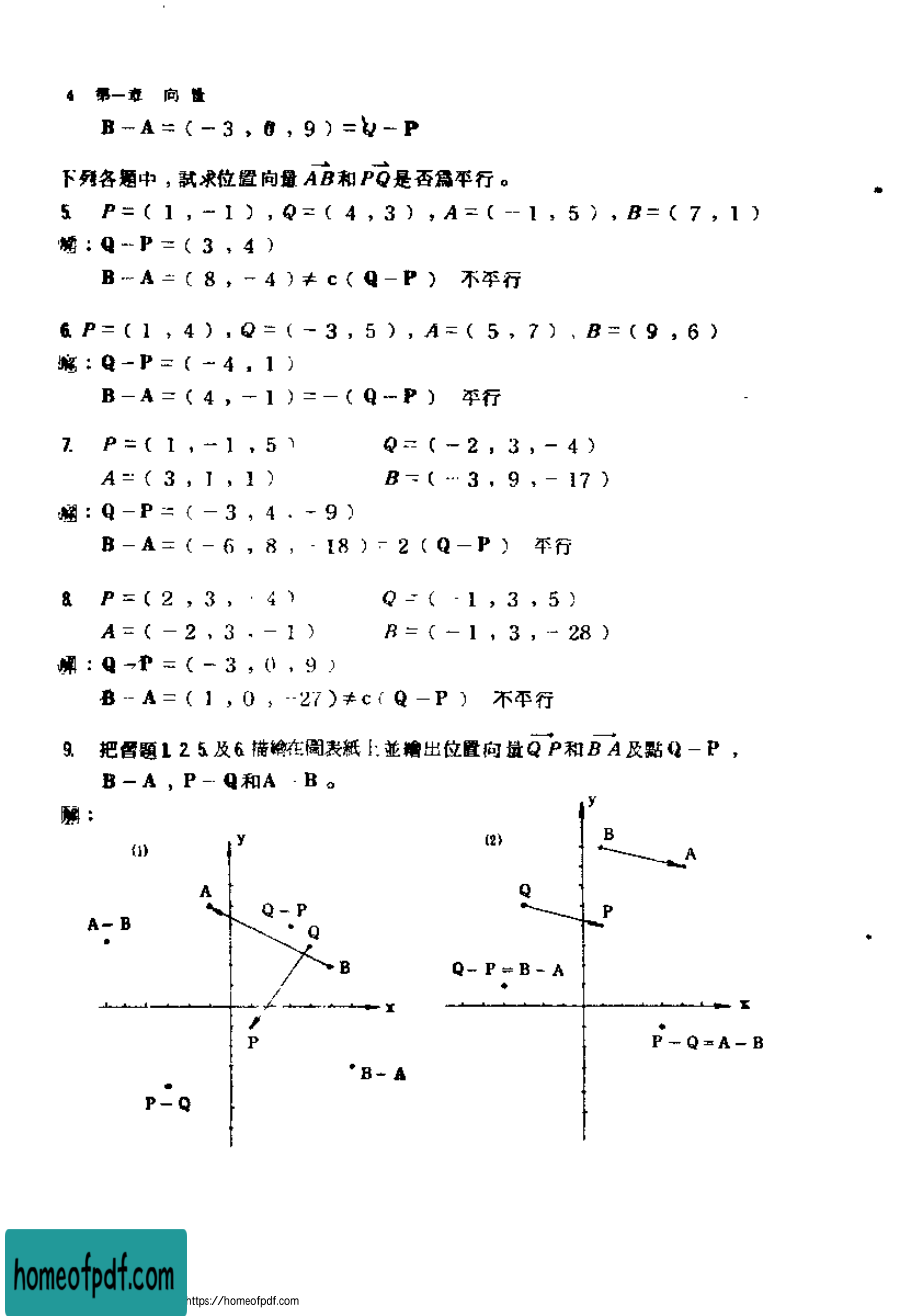 4 第一章 向量
B－A＝(－3，0，9)＝Q－P
下列各題中，試求位置向量 AB 和 PQ 是否爲平行。
5. P＝(1，－1)，Q＝(4，3)，A＝(－1，5)，B＝(7，1)
解：Q－P＝(3，4)
B－A＝(8，－4)≠c(Q－P) 不平行
6. P＝(1，4)，Q＝(－3，5)，A＝(5，7)，B＝(9，6)
解：Q－P＝(－4，1)
B－A＝(4，－1)＝－(Q－P) 平行
7. P＝(1，－1，5) Q＝(－2，3，－4)
A＝(3，1，1) B＝(－3，9，－17)
解：Q－P＝(－3，4，－9)
B－A＝(－6，8，－18)＝2(Q－P) 平行
8. P＝(2，3，－4) Q＝(－1，3，5)
A＝(－2，3，－1) B＝(－1，3，－28)
解：Q－P＝(－3，0，9)
B－A＝(1，0，－27)≠c(Q－P) 不平行
9. 把習題1. 2. 5.及6. 描繪在圖表紙上並繪出位置向量QP和BA及點Q－P，
B－A，P－Q和A－B。
解：
(1)
y
A
Q－P
A－B
Q
B
x
P
B－A
P－Q
(2)
y
B
A
Q
P
Q－P＝B－A
x
P－Q＝A－B
homeofpdf.com
https://homeofpdf.com